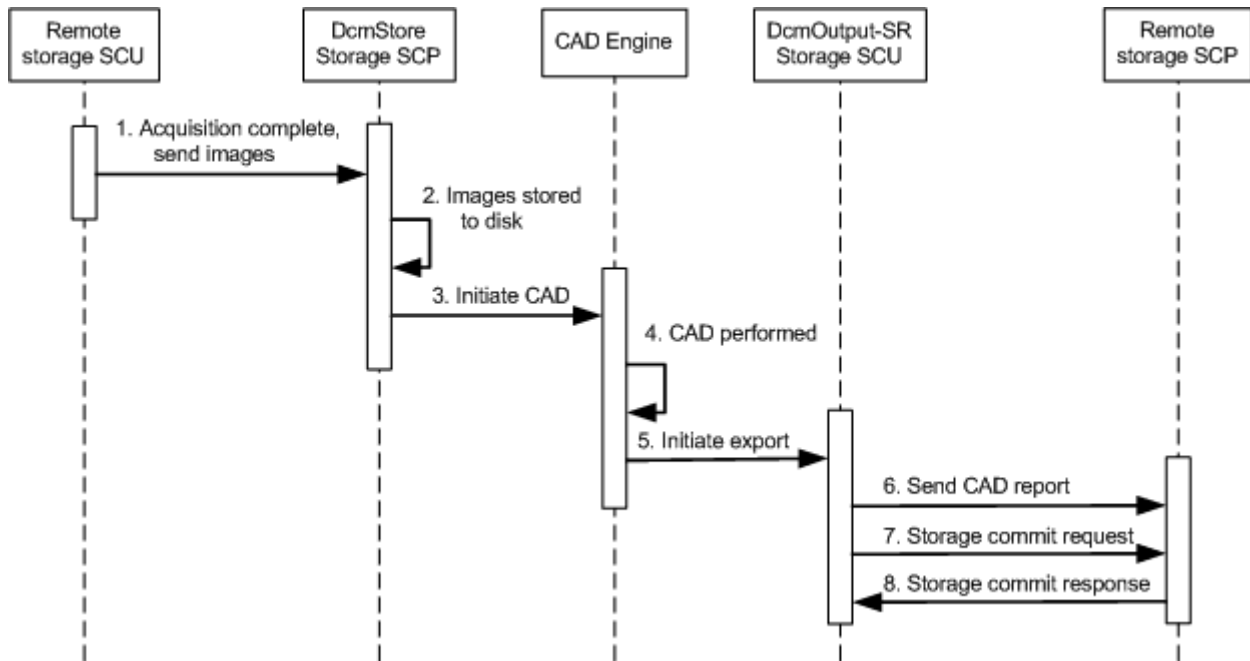 Remote
storage SCU
DcmStore
Storage SCP
CAD Engine
DcmOutput-SR
Storage SCU
Remote
storage SCP
1. Acquisition complete,
send images
2. Images stored
to disk
3. Initiate CAD
4. CAD performed
5. Initiate export
6. Send CAD report
7. Storage commit request
8. Storage commit response